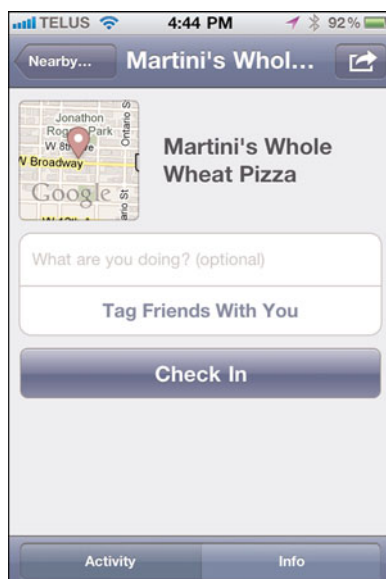 TELUS 4:44 PM 92%
Nearby... Martini's Whol...
Jonathon
Rogers Park
W 8th Ave
W Broadway
Ontario St
Google
Martini's Whole
Wheat Pizza
What are you doing? (optional)
Tag Friends With You
Check In
Activity Info